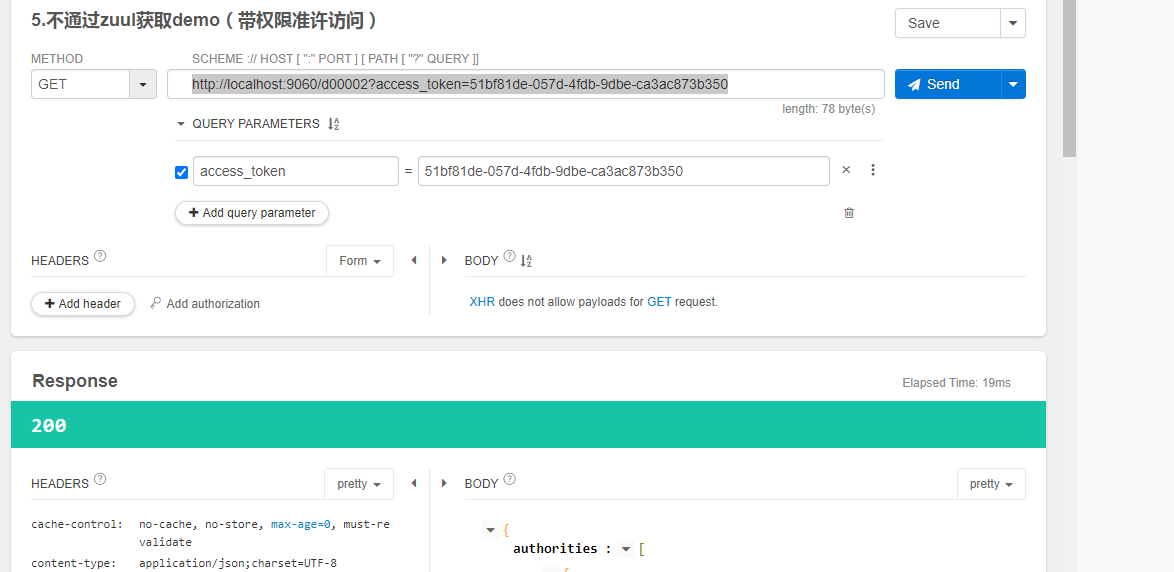 5.不通过zuul获取demo（带权限准许访问）
Save
METHOD
SCHEME :// HOST [ ":" PORT ] [ PATH [ "?" QUERY ]]
GET
http://localhost:9060/d00002?access_token=51bf81de-057d-4fdb-9dbe-ca3ac873b350
Send
length: 78 byte(s)
QUERY PARAMETERS
access_token
=
51bf81de-057d-4fdb-9dbe-ca3ac873b350
+ Add query parameter
HEADERS ?
Form
BODY ?
+ Add header
Add authorization
XHR does not allow payloads for GET request.
Response
Elapsed Time: 19ms
200
HEADERS ?
pretty
BODY ?
pretty
cache-control: no-cache, no-store, max-age=0, must-re
validate
content-type: application/json;charset=UTF-8
{
authorities : [
{